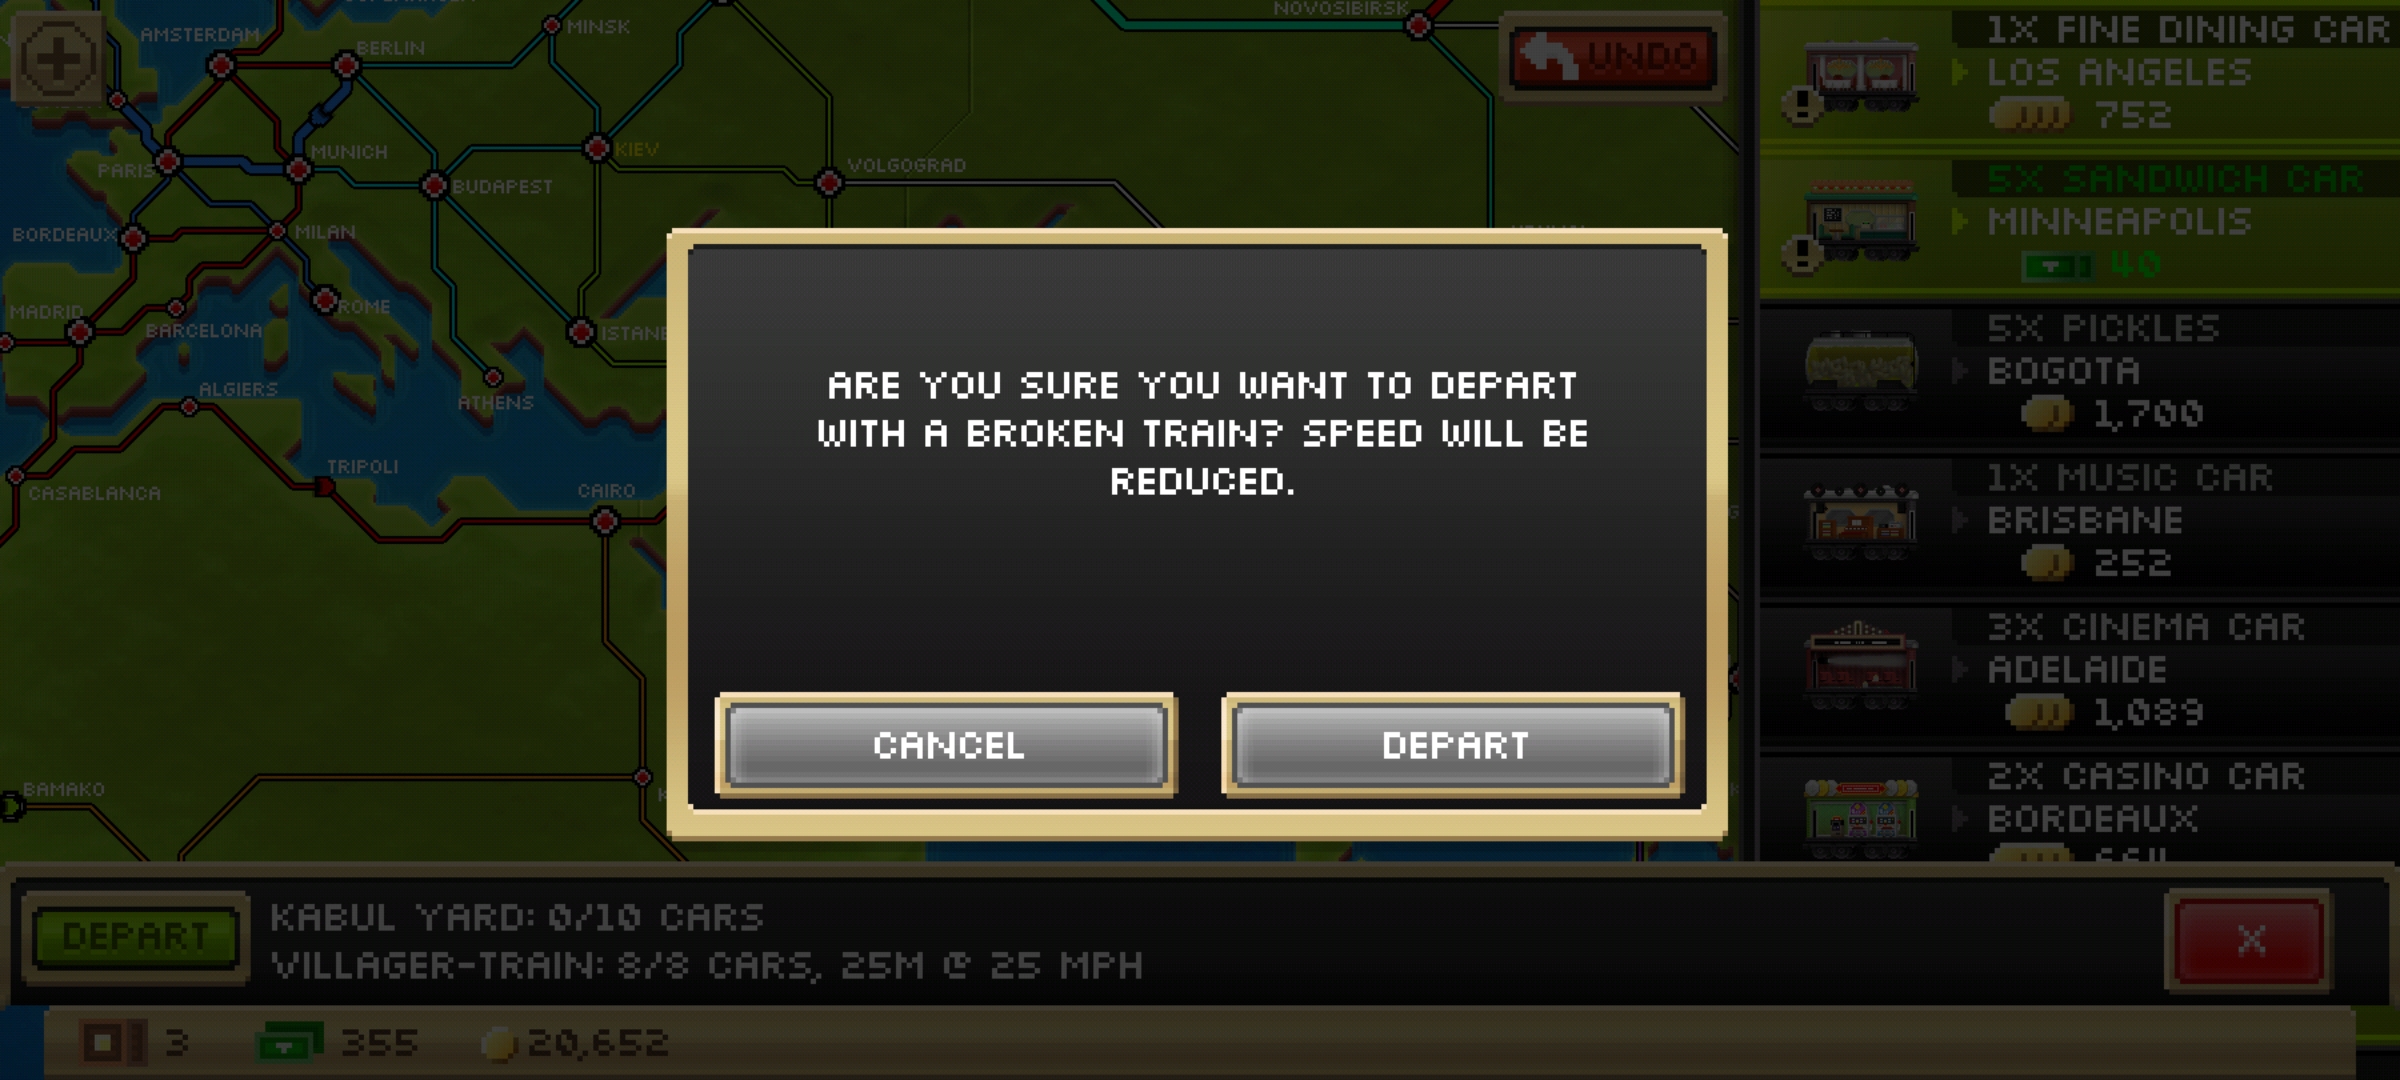 COPENHAGEN
AMSTERDAM
BERLIN
MINSK
NOVOSIBIRSK
UNDO
PARIS
MUNICH
KIEV
BUDAPEST
VOLGOGRAD
BORDEAUX
MILAN
MADRID
BARCELONA
ROME
ISTANB
ALGIERS
ATHENS
TRIPOLI
CASABLANCA
CAIRO
BAMAKO
K
ARE YOU SURE YOU WANT TO DEPART
WITH A BROKEN TRAIN? SPEED WILL BE
REDUCED.
CANCEL
DEPART
1X FINE DINING CAR
LOS ANGELES
752
5X SANDWICH CAR
MINNEAPOLIS
40
5X PICKLES
BOGOTA
1,700
1X MUSIC CAR
BRISBANE
252
3X CINEMA CAR
ADELAIDE
1,089
2X CASINO CAR
BORDEAUX
DEPART
KABUL YARD: 0/10 CARS
VILLAGER-TRAIN: 8/8 CARS, 25M @ 25 MPH
X
3
355
20,652